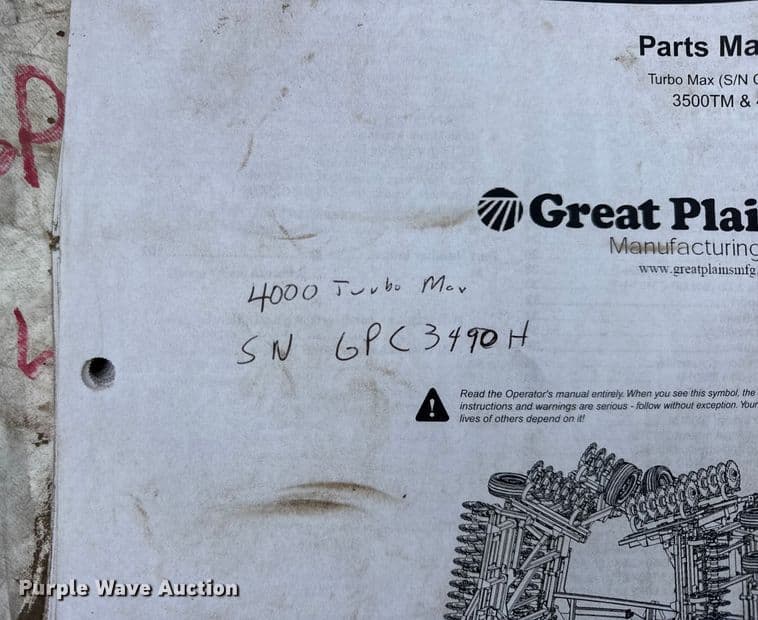 Parts Ma
Turbo Max (S/N
3500TM &
Great Plai
Manufacturing
www.greatplainsmfg.
4000 Turbo Max
SN GPC3490H
Read the Operator's manual entirely. When you see this symbol, the
instructions and warnings are serious - follow without exception. Your
lives of others depend on it!
Purple Wave Auction